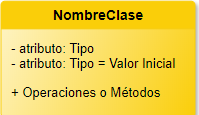 NombreClase
- atributo: Tipo
- atributo: Tipo = Valor Inicial
+ Operaciones o Métodos